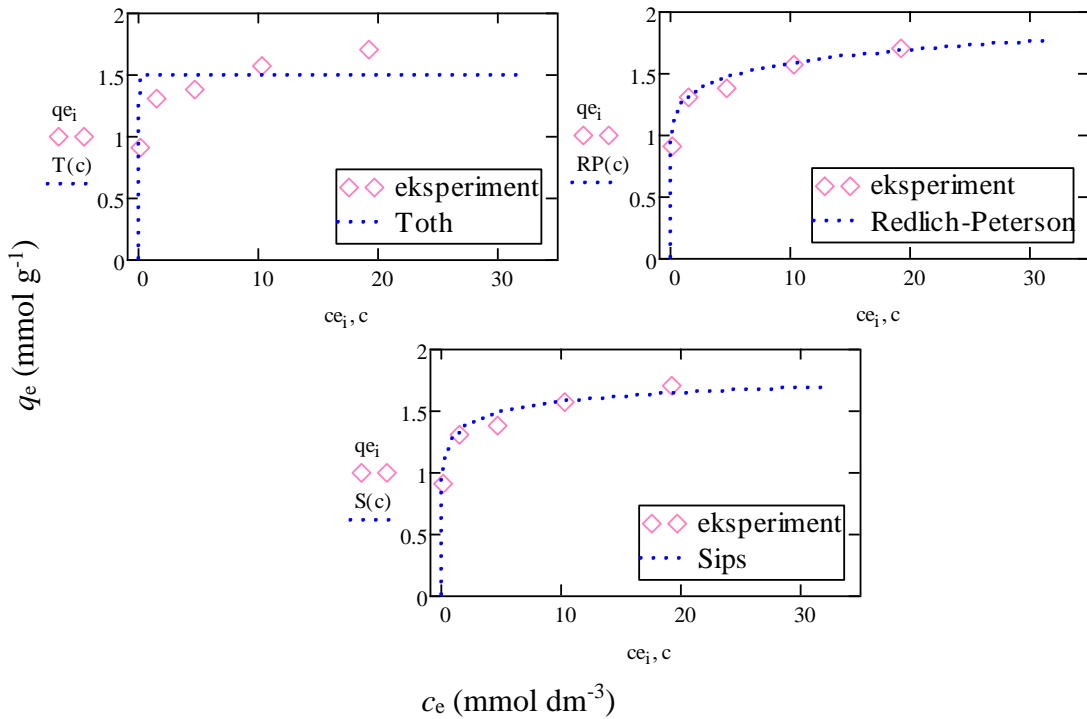 2
1.5
1
0.5
0
0
10
20
30
qe_i
T(c)
eksperiment
Toth
ce_i, c
2
1.5
1
0.5
0
0
10
20
30
qe_i
RP(c)
eksperiment
Redlich-Peterson
ce_i, c
q_e (mmol g⁻¹)
2
1.5
1
0.5
0
0
10
20
30
qe_i
S(c)
eksperiment
Sips
ce_i, c
c_e (mmol dm⁻³)